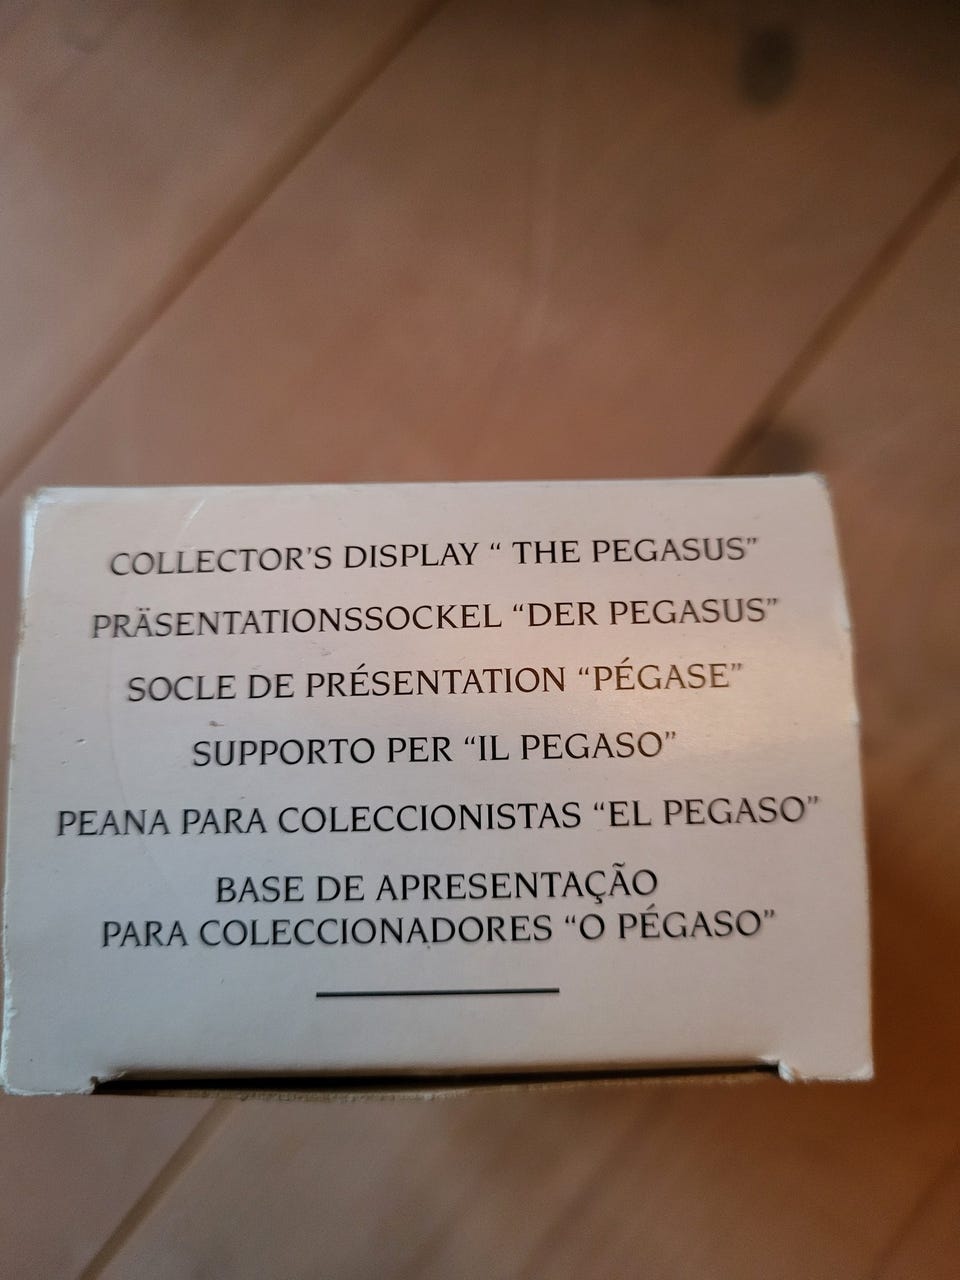 COLLECTOR'S DISPLAY “ THE PEGASUS”
PRÄSENTATIONSSOCKEL “DER PEGASUS”
SOCLE DE PRÉSENTATION “PÉGASE”
SUPPORTO PER “IL PEGASO”
PEANA PARA COLECCIONISTAS “EL PEGASO”
BASE DE APRESENTAÇÃO
PARA COLECCIONADORES “O PÉGASO”